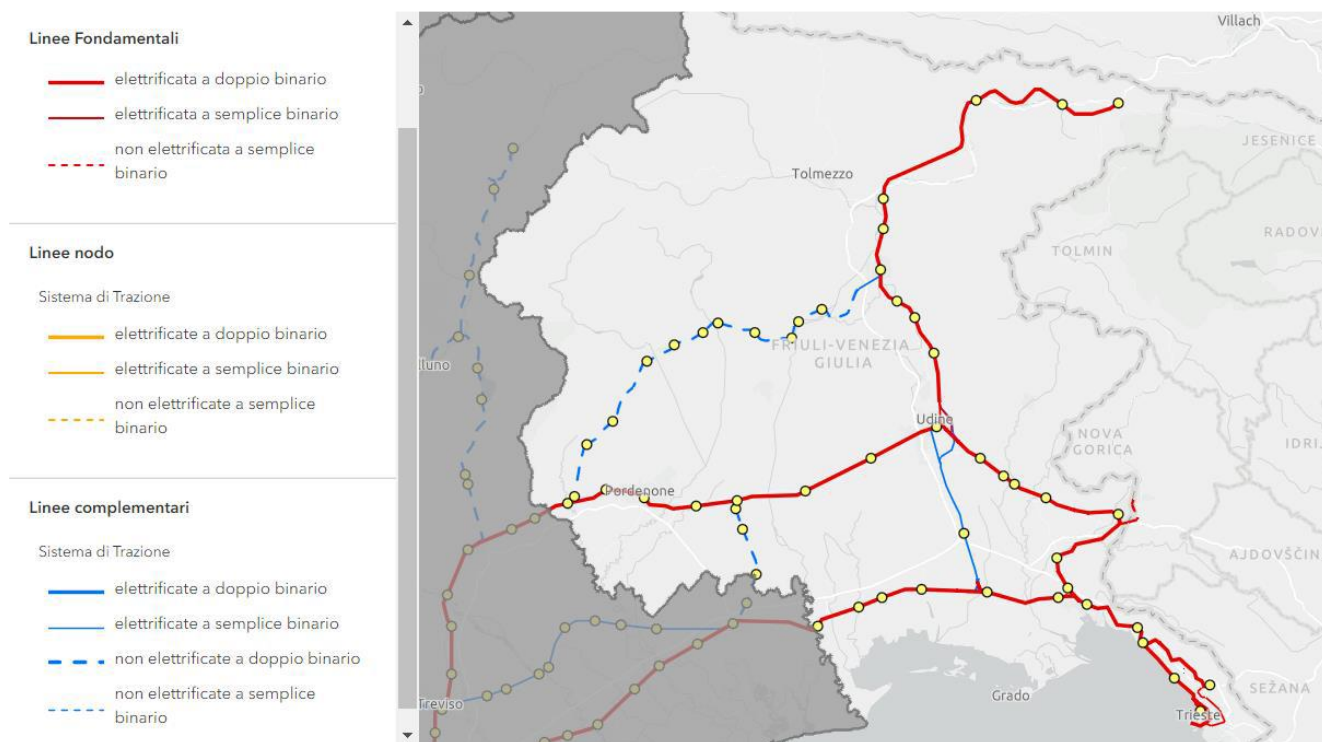 Linee Fondamentali
elettrificata a doppio binario
elettrificata a semplice binario
non elettrificata a semplice
binario
Linee nodo
Sistema di Trazione
elettrificate a doppio binario
elettrificate a semplice binario
non elettrificate a semplice
binario
Linee complementari
Sistema di Trazione
elettrificate a doppio binario
elettrificate a semplice binario
non elettrificate a doppio binario
non elettrificate a semplice
binario
Villach
JESENICE
Tolmezzo
RADOV
TOLMIN
FRIULI-VENEZIA
GIULIA
lluno
Udine
NOVA
GORICA
IDRIJ
Pordenone
AJDOVŠČIN
Grado
SEŽANA
Treviso
Trieste